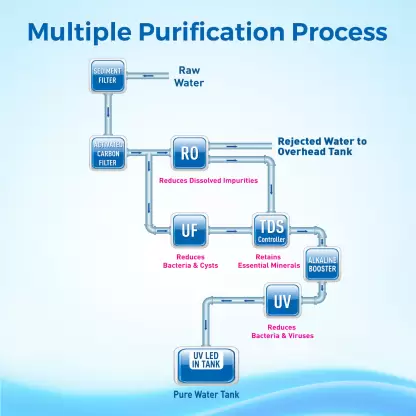 Multiple Purification Process
SEDIMENT
FILTER
Raw
Water
ACTIVATED
CARBON
FILTER
RO
Rejected Water to
Overhead Tank
Reduces Dissolved Impurities
UF
TDS
Controller
Reduces
Bacteria & Cysts
Retains
Essential Minerals
ALKALINE
BOOSTER
UV
Reduces
Bacteria & Viruses
UV LED
IN TANK
Pure Water Tank